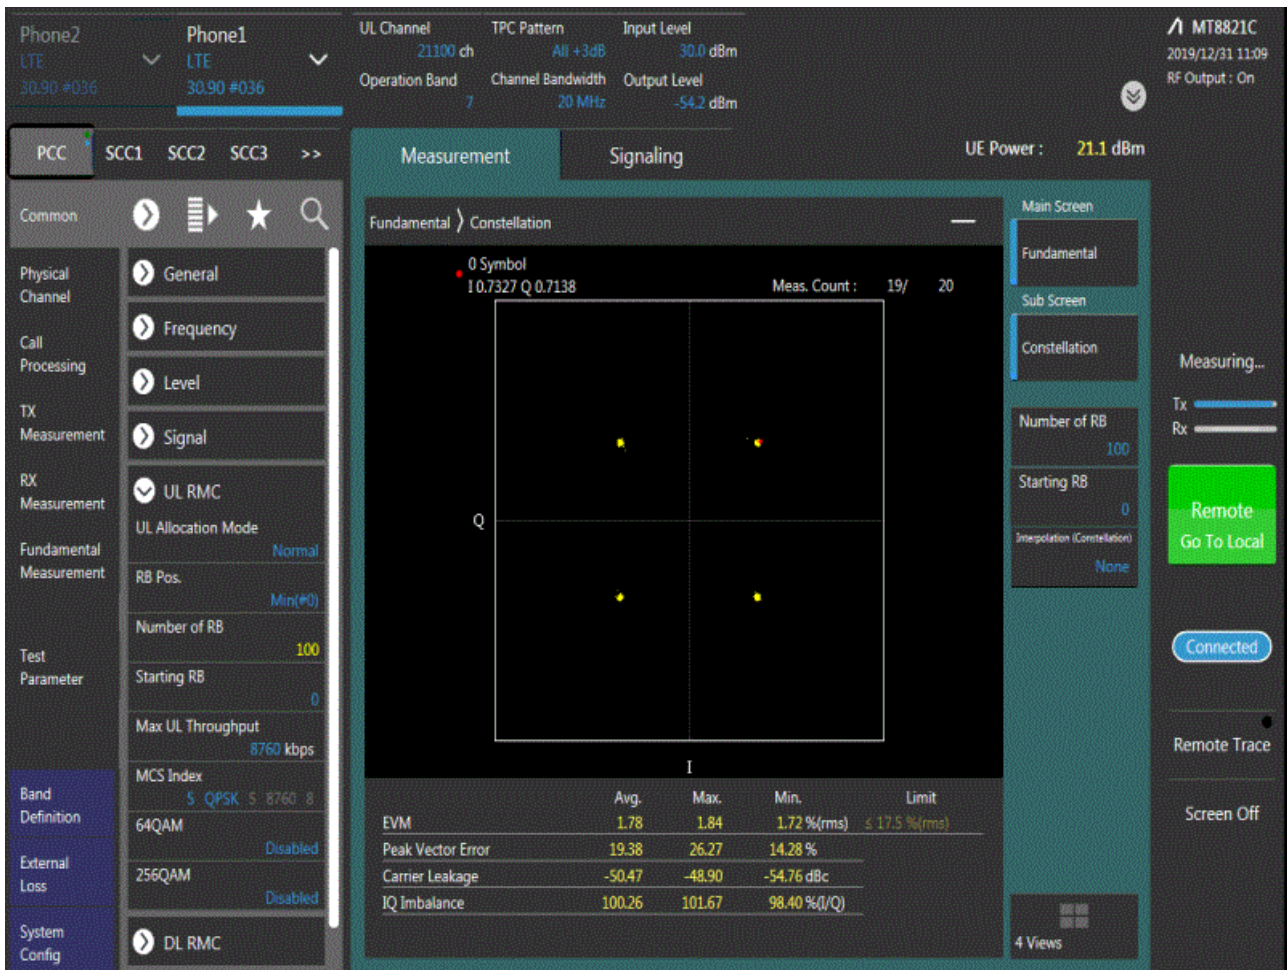 Phone2
LTE
30.90 #036
Phone1
LTE
30.90 #036
UL Channel
21100 ch
TPC Pattern
All +3dB
Input Level
30.0 dBm
Operation Band
7
Channel Bandwidth
20 MHz
Output Level
-54.2 dBm
MT8821C
2019/12/31 11:09
RF Output : On
PCC SCC1 SCC2 SCC3 >>
Measurement
Signaling
UE Power : 21.1 dBm
Common
Physical
Channel
Call
Processing
TX
Measurement
RX
Measurement
Fundamental
Measurement
Test
Parameter
Band
Definition
External
Loss
System
Config
General
Frequency
Level
Signal
UL RMC
UL Allocation Mode
Normal
RB Pos.
Min(#0)
Number of RB
100
Starting RB
0
Max UL Throughput
8760 kbps
MCS Index
5 QPSK 5 8760 8
64QAM
Disabled
256QAM
Disabled
DL RMC
Fundamental Constellation
0 Symbol
I 0.7327 Q 0.7138
Meas. Count : 19/ 20
Q
I
Avg. Max. Min. Limit
EVM 1.78 1.84 1.72 %(rms) ≤ 17.5 %(rms)
Peak Vector Error 19.38 26.27 14.28 %
Carrier Leakage -50.47 -48.90 -54.76 dBc
IQ Imbalance 100.26 101.67 98.40 %(I/Q)
Main Screen
Fundamental
Sub Screen
Constellation
Number of RB
100
Starting RB
0
Interpolation (Constellation)
None
4 Views
Measuring...
Tx
Rx
Remote
Go To Local
Connected
Remote Trace
Screen Off